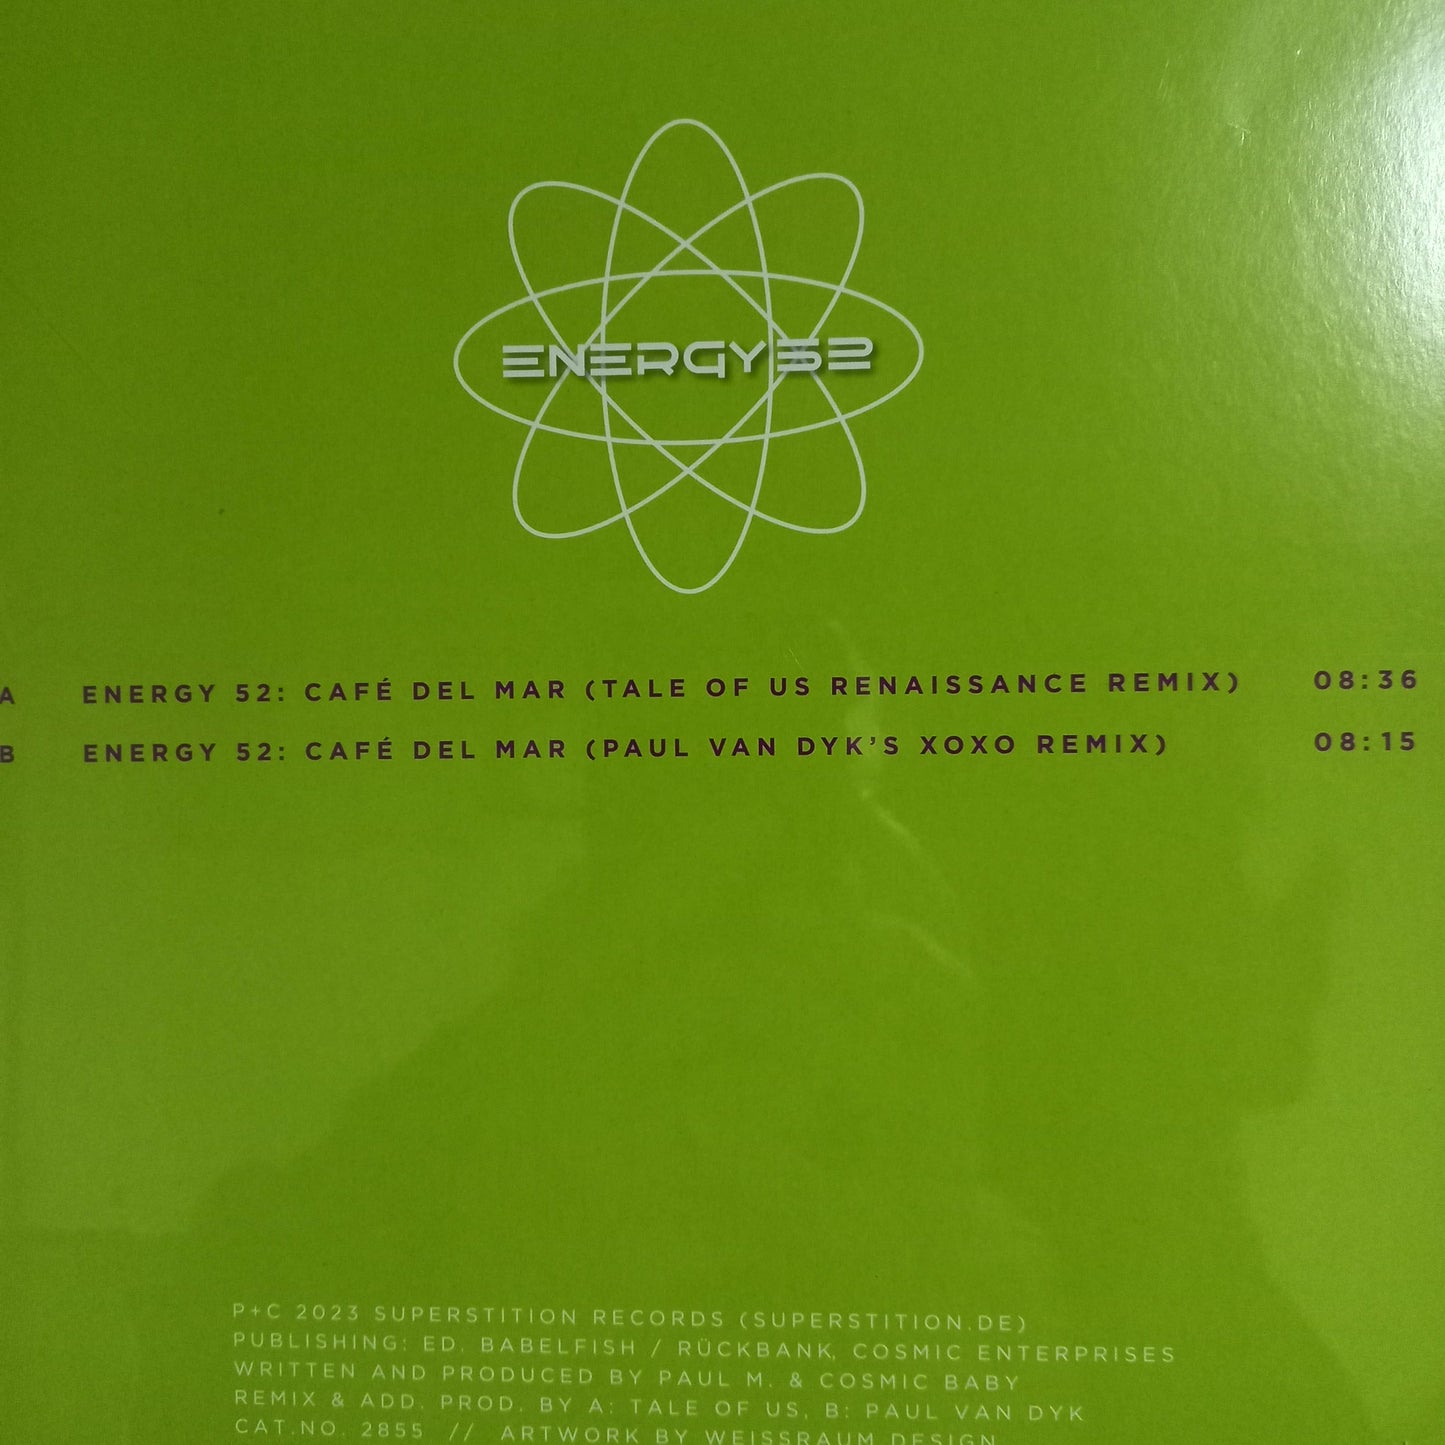 ENERGY 52
A ENERGY 52: CAFÉ DEL MAR (TALE OF US RENAISSANCE REMIX) 08:36
B ENERGY 52: CAFÉ DEL MAR (PAUL VAN DYK'S XOXO REMIX) 08:15
P+C 2023 SUPERSTITION RECORDS (SUPERSTITION.DE)
PUBLISHING: ED. BABELFISH / RÜCKBANK, COSMIC ENTERPRISES
WRITTEN AND PRODUCED BY PAUL M. & COSMIC BABY
REMIX & ADD. PROD. BY A: TALE OF US, B: PAUL VAN DYK
CAT.NO. 2855 // ARTWORK BY WEISSRAUM DESIGN